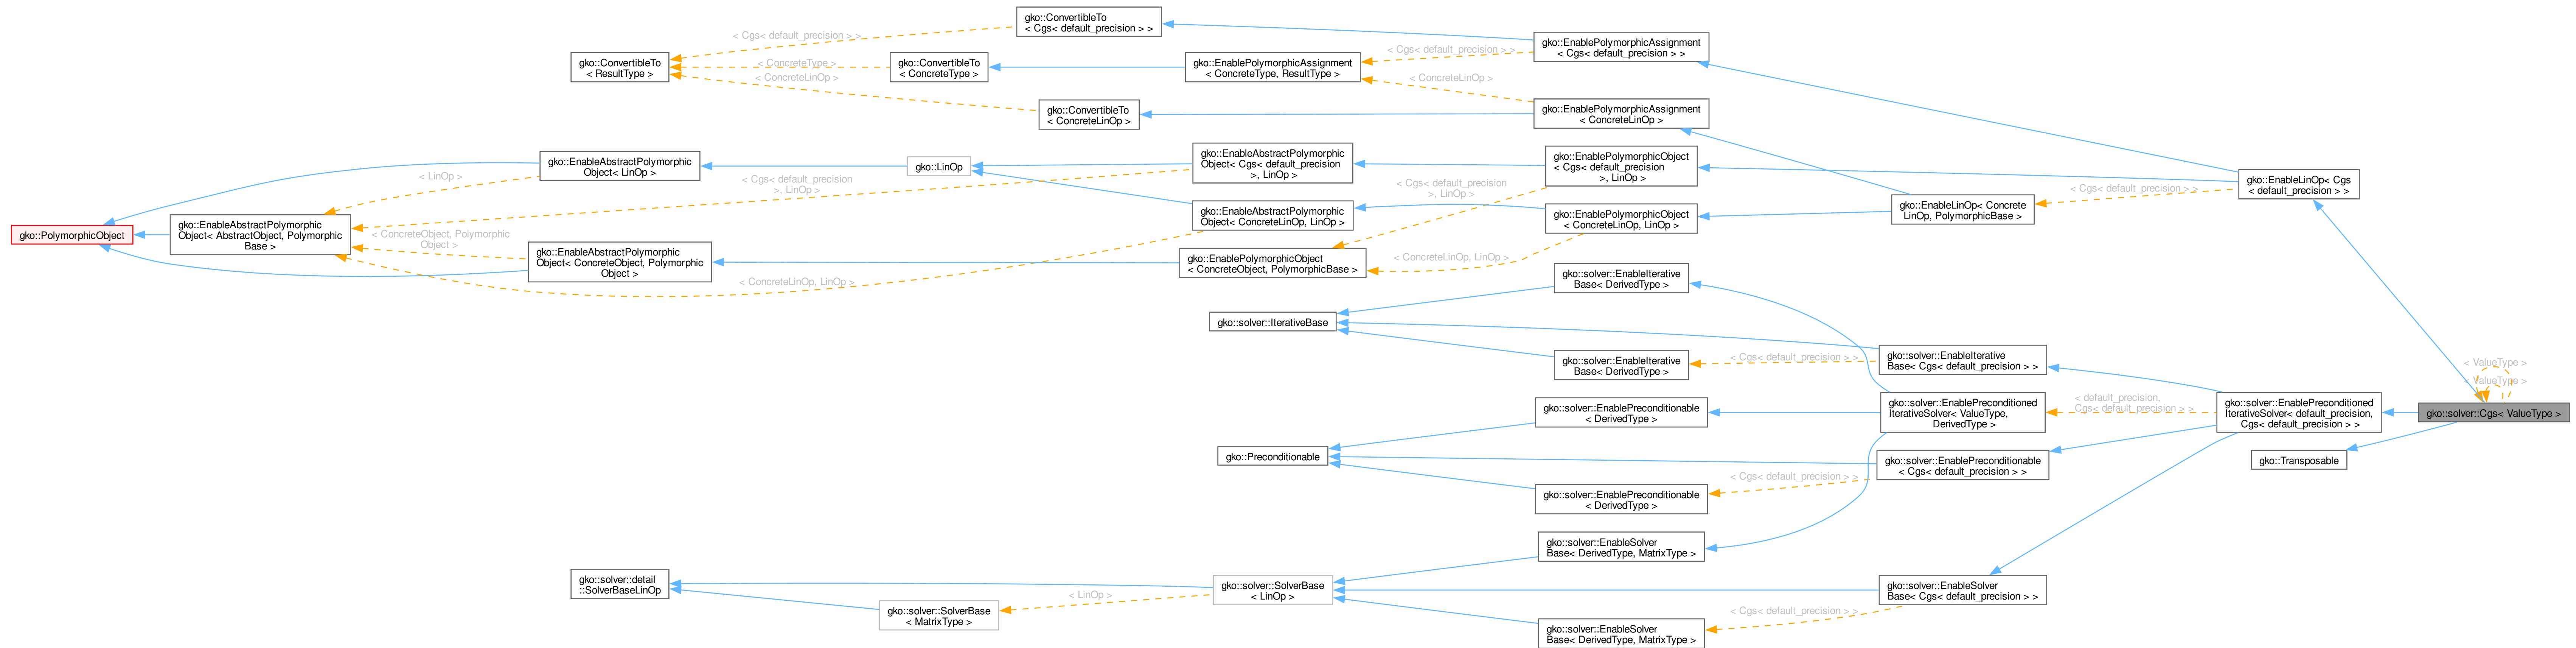 gko::ConvertibleTo
< Cgs< default_precision > >
< Cgs< default_precision > >
gko::ConvertibleTo
< ResultType >
< ConcreteType >
< ConcreteLinOp >
gko::ConvertibleTo
< ConcreteType >
gko::EnablePolymorphicAssignment
< ConcreteType, ResultType >
< Cgs< default_precision > >
< ConcreteLinOp >
gko::EnablePolymorphicAssignment
< Cgs< default_precision > >
gko::ConvertibleTo
< ConcreteLinOp >
gko::EnablePolymorphicAssignment
< ConcreteLinOp >
gko::EnableAbstractPolymorphic
Object< LinOp >
gko::LinOp
gko::EnableAbstractPolymorphic
Object< Cgs< default_precision
>, LinOp >
gko::EnablePolymorphicObject
< Cgs< default_precision
>, LinOp >
< LinOp >
< Cgs< default_precision
>, LinOp >
< Cgs< default_precision
>, LinOp >
gko::EnableLinOp< Cgs
< default_precision > >
< Cgs< default_precision > >
gko::EnableLinOp< Concrete
LinOp, PolymorphicBase >
gko::PolymorphicObject
gko::EnableAbstractPolymorphic
Object< AbstractObject, Polymorphic
Base >
< ConcreteObject, Polymorphic
Object >
gko::EnableAbstractPolymorphic
Object< ConcreteLinOp, LinOp >
gko::EnablePolymorphicObject
< ConcreteLinOp, LinOp >
gko::EnableAbstractPolymorphic
Object< ConcreteObject, Polymorphic
Object >
gko::EnablePolymorphicObject
< ConcreteObject, PolymorphicBase >
< ConcreteLinOp, LinOp >
< ConcreteLinOp, LinOp >
gko::solver::EnableIterative
Base< DerivedType >
gko::solver::IterativeBase
gko::solver::EnableIterative
Base< DerivedType >
< Cgs< default_precision > >
gko::solver::EnableIterative
Base< Cgs< default_precision > >
< ValueType >
< ValueType >
gko::solver::EnablePreconditionable
< DerivedType >
gko::solver::EnablePreconditioned
IterativeSolver< ValueType,
DerivedType >
< default_precision,
Cgs< default_precision > >
gko::solver::EnablePreconditioned
IterativeSolver< default_precision,
Cgs< default_precision > >
gko::solver::Cgs< ValueType >
gko::Preconditionable
gko::solver::EnablePreconditionable
< Cgs< default_precision > >
gko::Transposable
< Cgs< default_precision > >
gko::solver::EnablePreconditionable
< DerivedType >
gko::solver::EnableSolver
Base< DerivedType, MatrixType >
gko::solver::detail
::SolverBaseLinOp
gko::solver::SolverBase
< LinOp >
gko::solver::EnableSolver
Base< Cgs< default_precision > >
< LinOp >
gko::solver::SolverBase
< MatrixType >
< Cgs< default_precision > >
gko::solver::EnableSolver
Base< DerivedType, MatrixType >